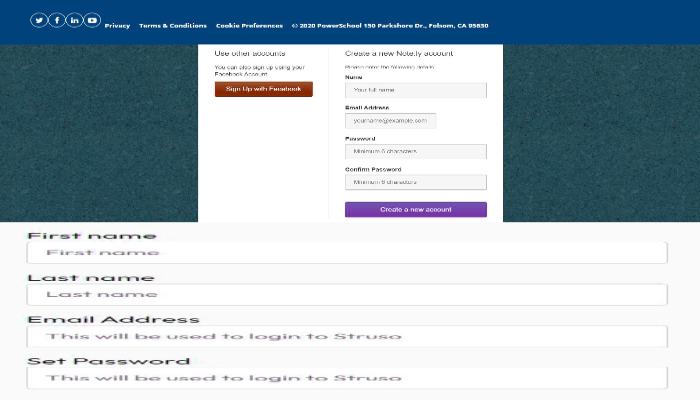 Privacy Terms & Conditions Cookie Preferences © 2020 PowerSchool 150 Parkshore Dr., Folsom, CA 95630
Use other accounts
You can also sign up using your
Facebook Account
Sign Up with Facebook
Create a new Note.ly account
Please enter the following details
Name
Your full name
Email Address
yourname@example.com
Password
Minimum 6 characters
Confirm Password
Minimum 6 characters
Create a new account
First name
First name
Last name
Last name
Email Address
This will be used to login to Struso
Set Password
This will be used to login to Struso